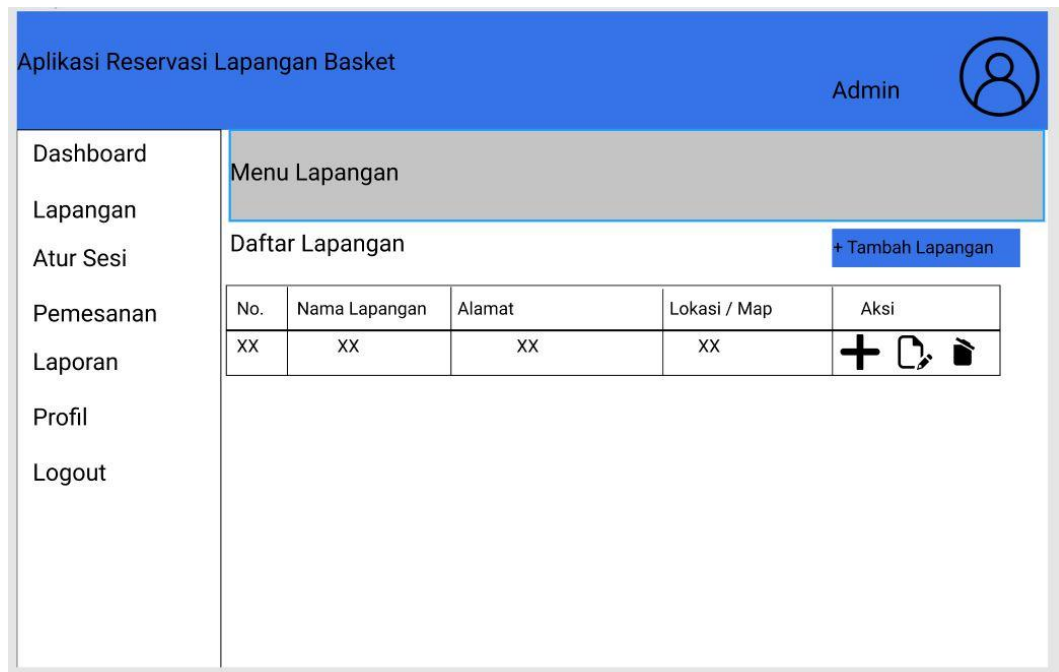 Aplikasi Reservasi Lapangan Basket
Admin
Dashboard
Lapangan
Atur Sesi
Pemesanan
Laporan
Profil
Logout
Menu Lapangan
Daftar Lapangan
+ Tambah Lapangan
No. Nama Lapangan Alamat Lokasi / Map Aksi
XX XX XX XX